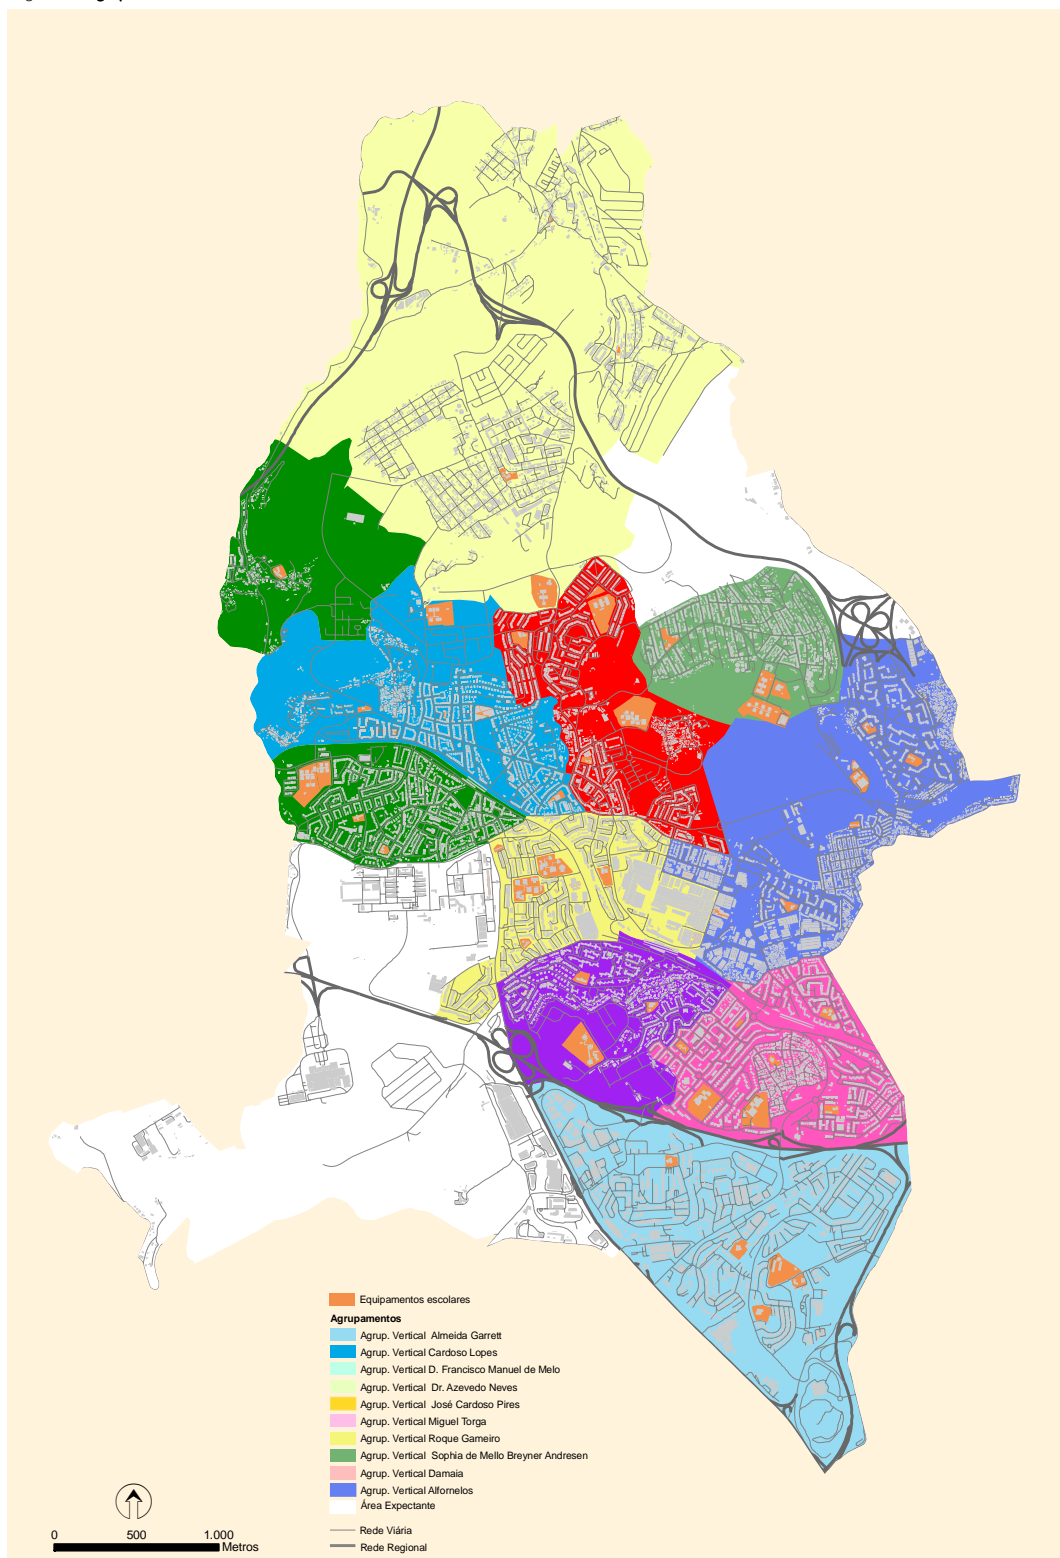 Equipamentos escolares
Agrupamentos
Agrup. Vertical Almeida Garrett
Agrup. Vertical Cardoso Lopes
Agrup. Vertical D. Francisco Manuel de Melo
Agrup. Vertical Dr. Azevedo Neves
Agrup. Vertical José Cardoso Pires
Agrup. Vertical Miguel Torga
Agrup. Vertical Roque Gameiro
Agrup. Vertical Sophia de Mello Breyner Andresen
Agrup. Vertical Damaia
Agrup. Vertical Alfornelos
Área Expectante
Rede Viária
Rede Regional
0 500 1.000
Metros